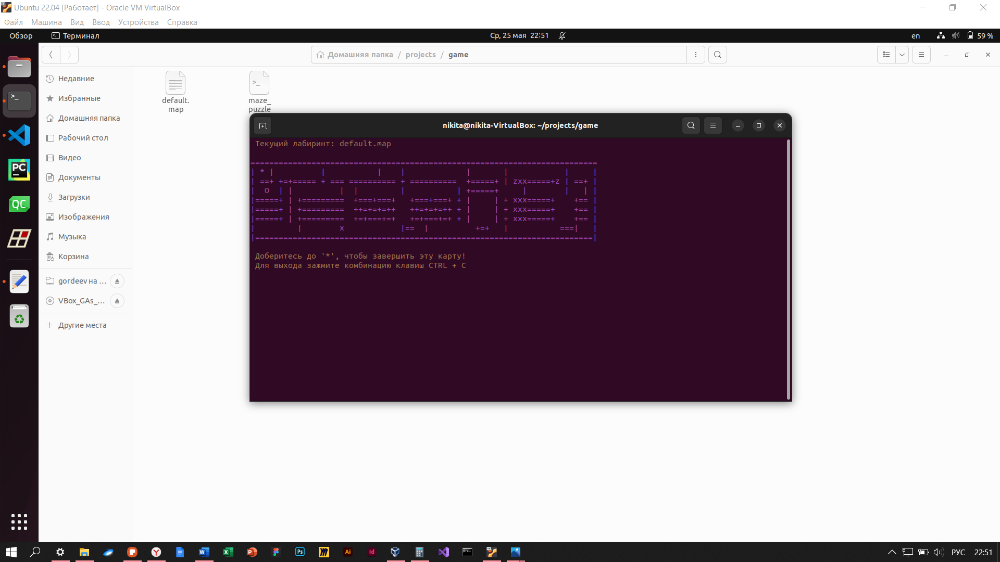 Ubuntu 22.04 [Работает] - Oracle VM VirtualBox
Файл Машина Вид Ввод Устройства Справка
Обзор Терминал Ср, 25 мая 22:51 en 59 %
Домашняя папка / projects / game
Недавние
Избранные
Домашняя папка
Рабочий стол
Видео
Документы
Загрузки
Изображения
Музыка
Корзина
gordeev на ...
VBox_GAs_...
Другие места
default.
map
maze_
puzzle
nikita@nikita-VirtualBox: ~/projects/game
Текущий лабиринт: default.map
==========================================================================
| * |          |           |    |             |       |            |     |
| ==+ +=+===== + === ========== + ==========  +=====+ | zxx=====+z | ==+ |
|  O  | |          |  |         |           | +=====+     |        |   | |
|=====+ | +=========  +===+===+   +===+===+ + |     | + xxx=====+    +== |
|=====+ | +=========  ++=+=+=++   ++=+=+=++ + |     | + xxx=====+    +== |
|=====+ | +=========  +=+===+=+   +=+===+=+ + |     | + xxx=====+    +== |
|         |        x            |==  |          +=+   |           ===|   |
|========================================================================|
Доберитесь до '*', чтобы завершить эту карту!
Для выхода зажмите комбинацию клавиш CTRL + C
РУС 22:51